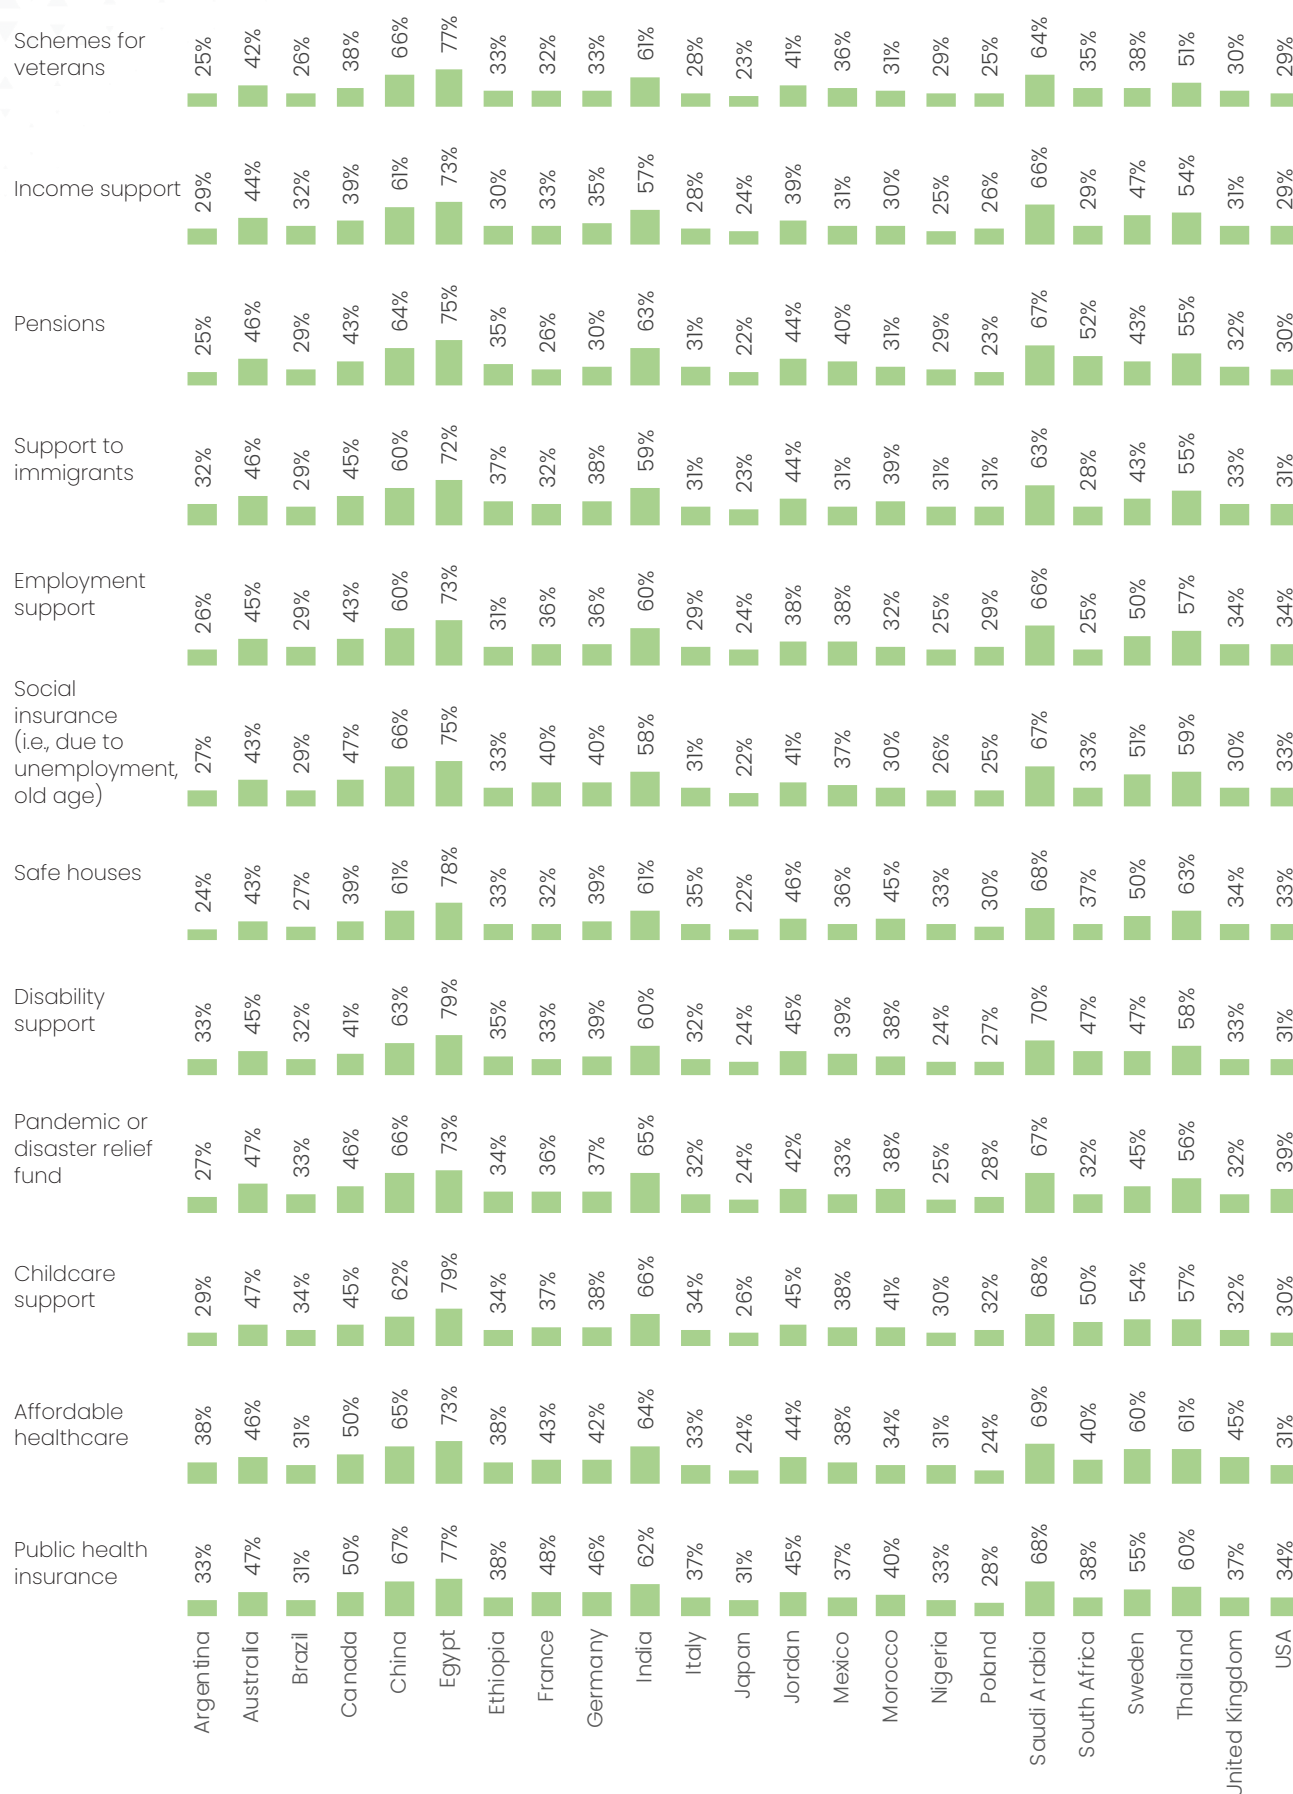 Schemes for
veterans
25% 42% 26% 38% 66% 77% 33% 32% 33% 61% 28% 23% 41% 36% 31% 29% 25% 64% 35% 38% 51% 30% 29%
Income support
29% 44% 32% 39% 61% 73% 30% 33% 35% 57% 28% 24% 39% 31% 30% 25% 26% 66% 29% 47% 54% 31% 29%
Pensions
25% 46% 29% 43% 64% 75% 35% 26% 30% 63% 31% 22% 44% 40% 31% 29% 23% 67% 52% 43% 55% 32% 30%
Support to
immigrants
32% 46% 29% 45% 60% 72% 37% 32% 38% 59% 31% 23% 44% 31% 39% 31% 31% 63% 28% 43% 55% 33% 31%
Employment
support
26% 45% 29% 43% 60% 73% 31% 36% 36% 60% 29% 24% 38% 38% 32% 25% 29% 66% 25% 50% 57% 34% 34%
Social
insurance
(i.e., due to
unemployment,
old age)
27% 43% 29% 47% 66% 75% 33% 40% 40% 58% 31% 22% 41% 37% 30% 26% 25% 67% 33% 51% 59% 30% 33%
Safe houses
24% 43% 27% 39% 61% 78% 33% 32% 39% 61% 35% 22% 46% 36% 45% 33% 30% 68% 37% 50% 63% 34% 33%
Disability
support
33% 45% 32% 41% 63% 79% 35% 33% 39% 60% 32% 24% 45% 39% 38% 24% 27% 70% 47% 47% 58% 33% 31%
Pandemic or
disaster relief
fund
27% 47% 33% 46% 66% 73% 34% 36% 37% 65% 32% 24% 42% 33% 38% 25% 28% 67% 32% 45% 56% 32% 39%
Childcare
support
29% 47% 34% 45% 62% 79% 34% 37% 38% 66% 34% 26% 45% 38% 41% 30% 32% 68% 50% 54% 57% 32% 30%
Affordable
healthcare
38% 46% 31% 50% 65% 73% 38% 43% 42% 64% 33% 24% 44% 38% 34% 31% 24% 69% 40% 60% 61% 45% 31%
Public health
insurance
33% 47% 31% 50% 67% 77% 38% 48% 46% 62% 37% 31% 45% 37% 40% 33% 28% 68% 38% 55% 60% 37% 34%
Argentina
Australia
Brazil
Canada
China
Egypt
Ethiopia
France
Germany
India
Italy
Japan
Jordan
Mexico
Morocco
Nigeria
Poland
Saudi Arabia
South Africa
Sweden
Thailand
United Kingdom
USA